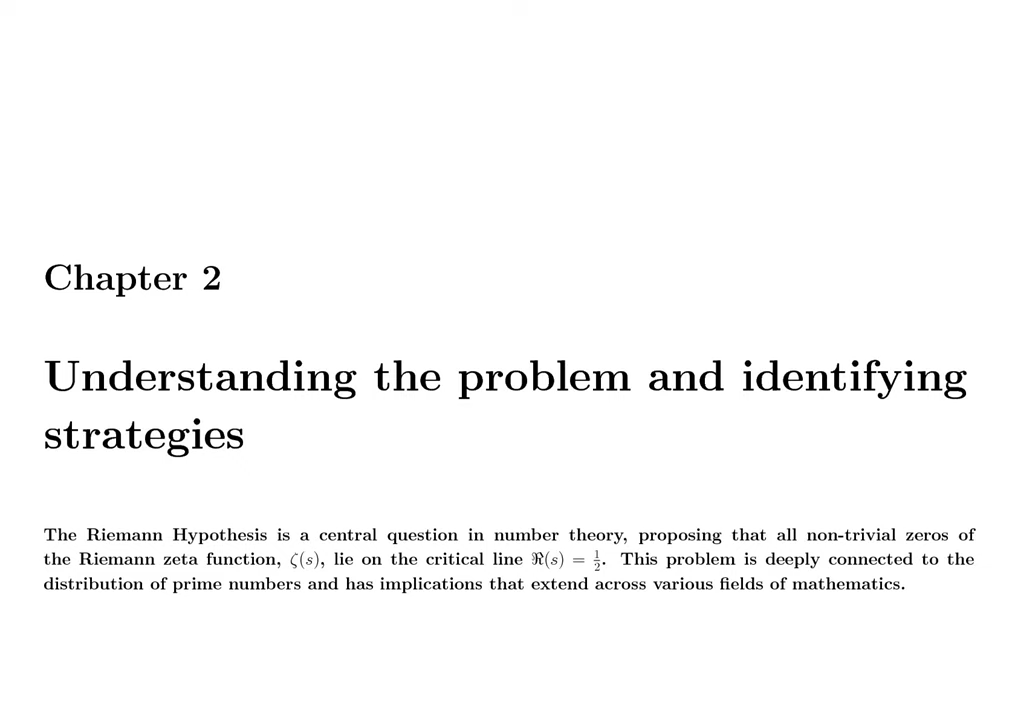 Chapter 2
Understanding the problem and identifying
strategies
The Riemann Hypothesis is a central question in number theory, proposing that all non-trivial zeros of
the Riemann zeta function, ζ(s), lie on the critical line ℜ(s) = 1/2. This problem is deeply connected to the
distribution of prime numbers and has implications that extend across various fields of mathematics.